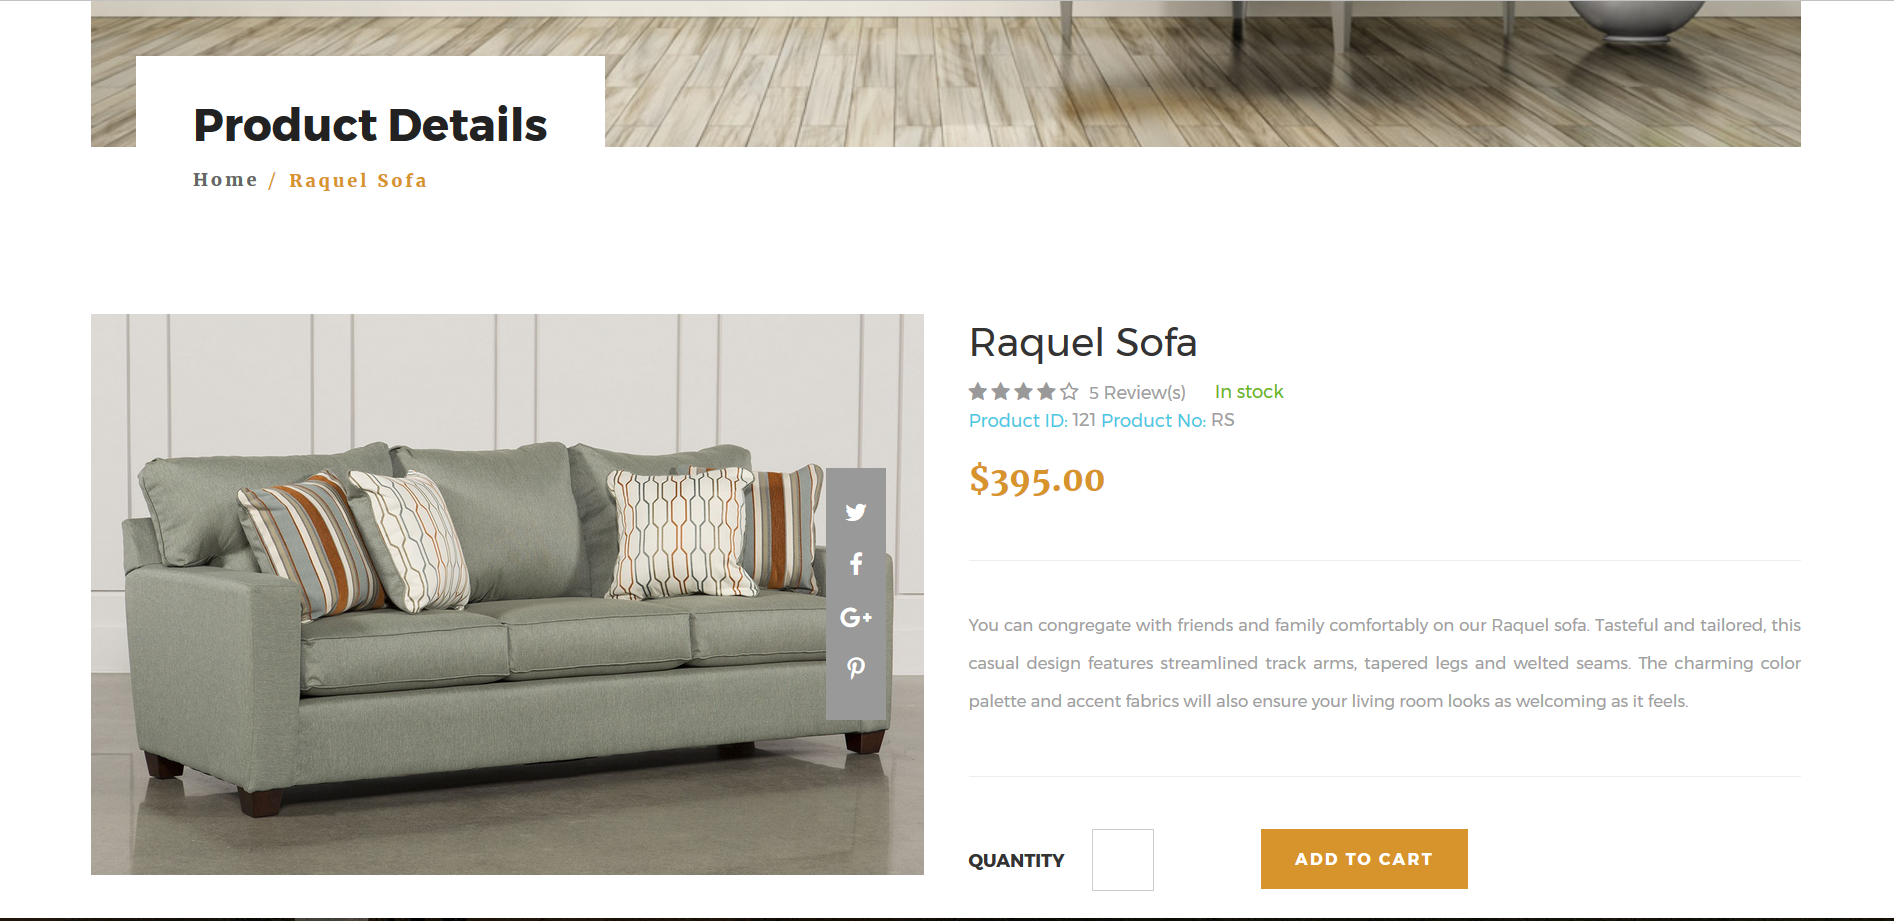 Product Details
Home / Raquel Sofa
Raquel Sofa
5 Review(s) In stock
Product ID: 121 Product No: RS
$395.00
You can congregate with friends and family comfortably on our Raquel sofa. Tasteful and tailored, this
casual design features streamlined track arms, tapered legs and welted seams. The charming color
palette and accent fabrics will also ensure your living room looks as welcoming as it feels.
QUANTITY
ADD TO CART